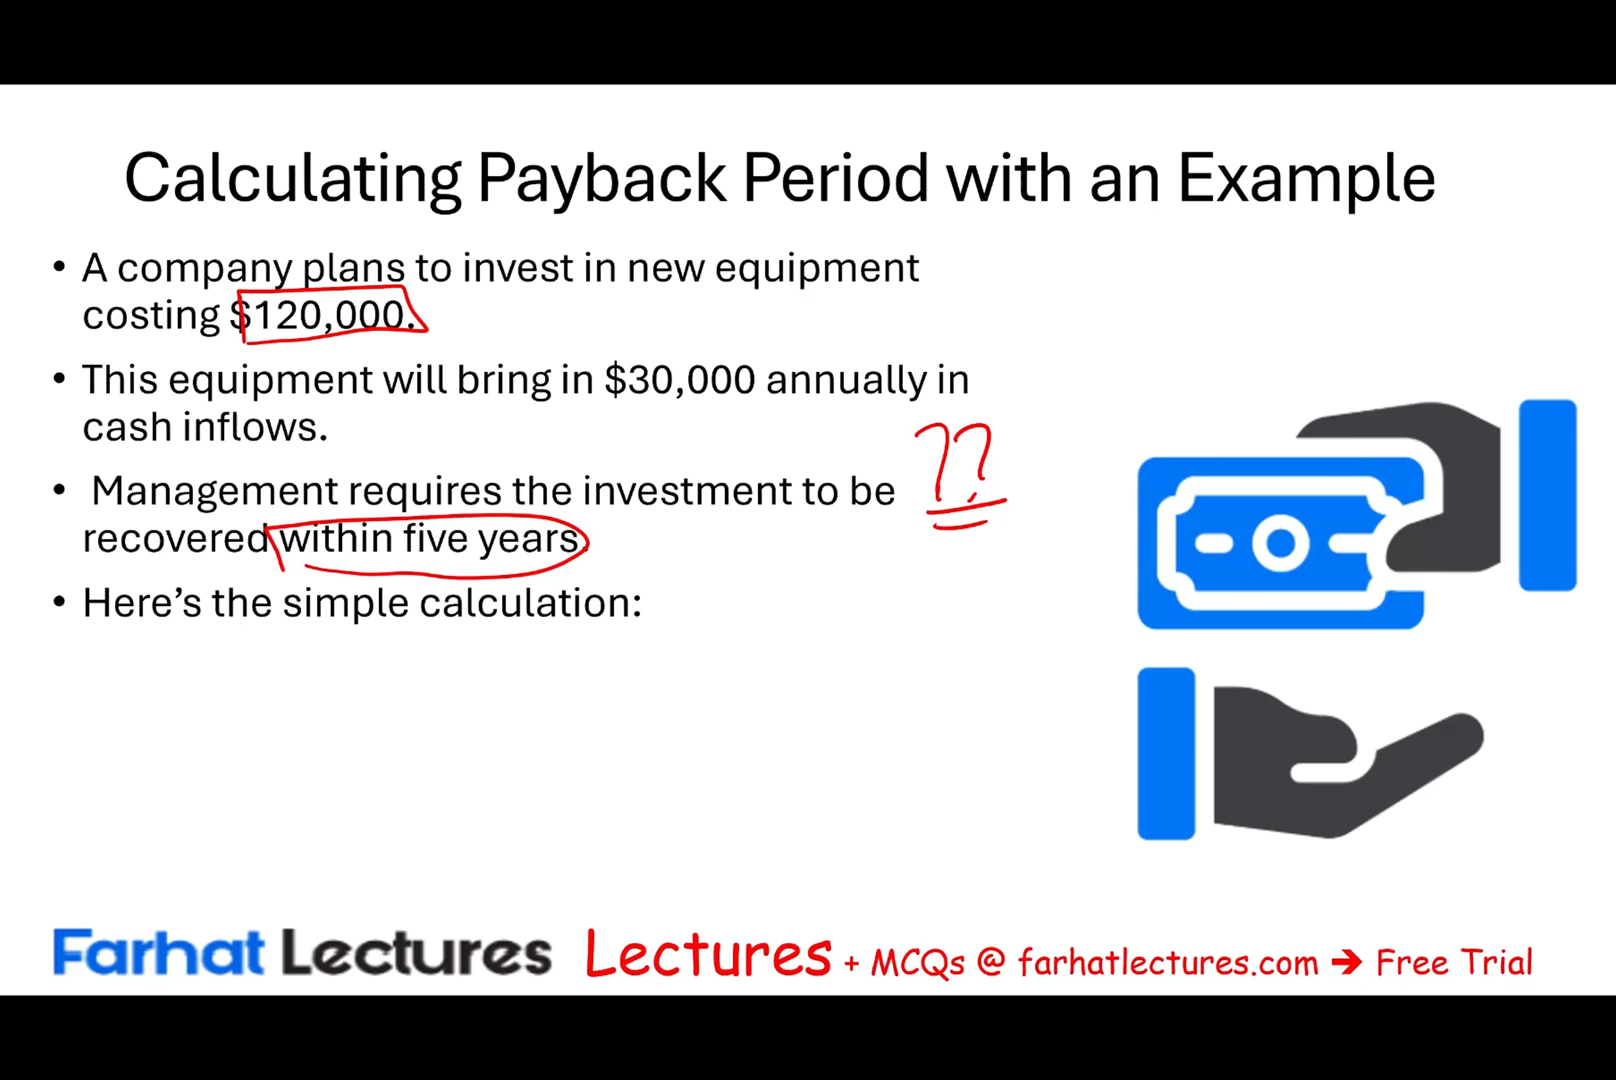 Calculating Payback Period with an Example
• A company plans to invest in new equipment
costing $120,000.
• This equipment will bring in $30,000 annually in
cash inflows.
• Management requires the investment to be
recovered within five years.
??
• Here’s the simple calculation:
Farhat Lectures Lectures + MCQs @ farhatlectures.com → Free Trial